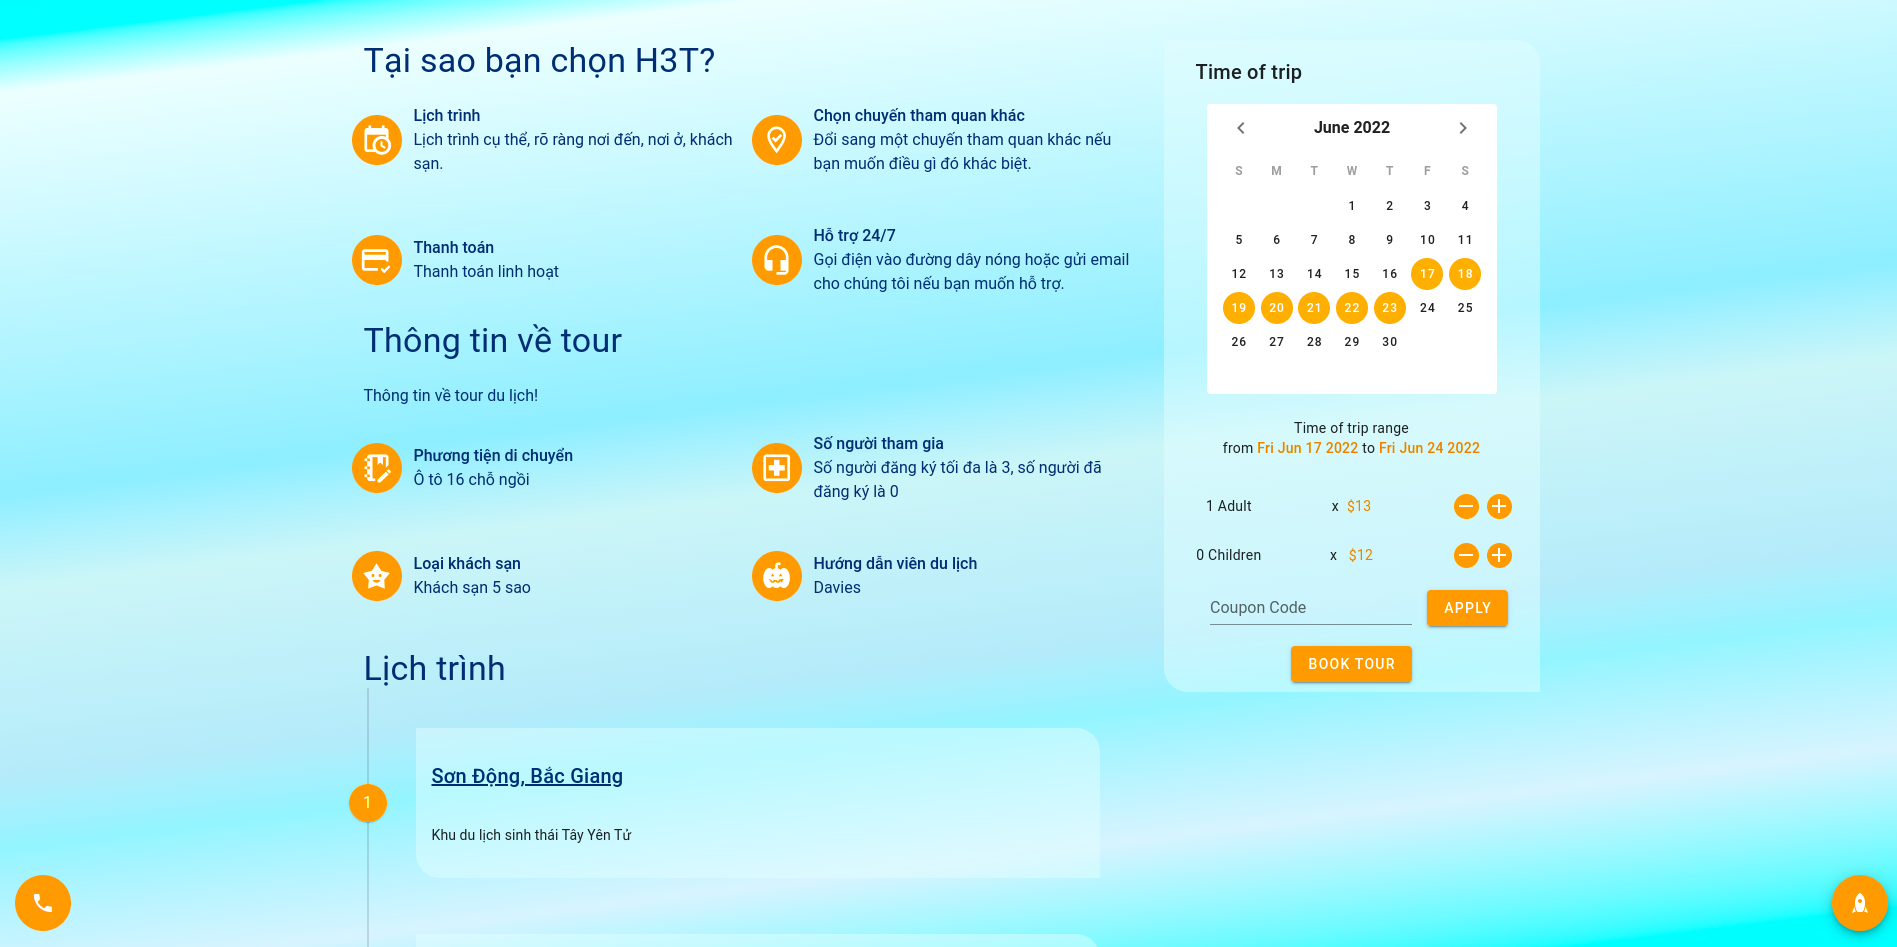 Tại sao bạn chọn H3T?
Lịch trình
Lịch trình cụ thể, rõ ràng nơi đến, nơi ở, khách
sạn.
Chọn chuyến tham quan khác
Đổi sang một chuyến tham quan khác nếu
bạn muốn điều gì đó khác biệt.
Thanh toán
Thanh toán linh hoạt
Hỗ trợ 24/7
Gọi điện vào đường dây nóng hoặc gửi email
cho chúng tôi nếu bạn muốn hỗ trợ.
Thông tin về tour
Thông tin về tour du lịch!
Phương tiện di chuyển
Ô tô 16 chỗ ngồi
Số người tham gia
Số người đăng ký tối đa là 3, số người đã
đăng ký là 0
Loại khách sạn
Khách sạn 5 sao
Hướng dẫn viên du lịch
Davies
Lịch trình
1
Sơn Động, Bắc Giang
Khu du lịch sinh thái Tây Yên Tử
Time of trip
June 2022
S M T W T F S
1 2 3 4
5 6 7 8 9 10 11
12 13 14 15 16 17 18
19 20 21 22 23 24 25
26 27 28 29 30
Time of trip range
from Fri Jun 17 2022 to Fri Jun 24 2022
1 Adult x $13
0 Children x $12
Coupon Code APPLY
BOOK TOUR